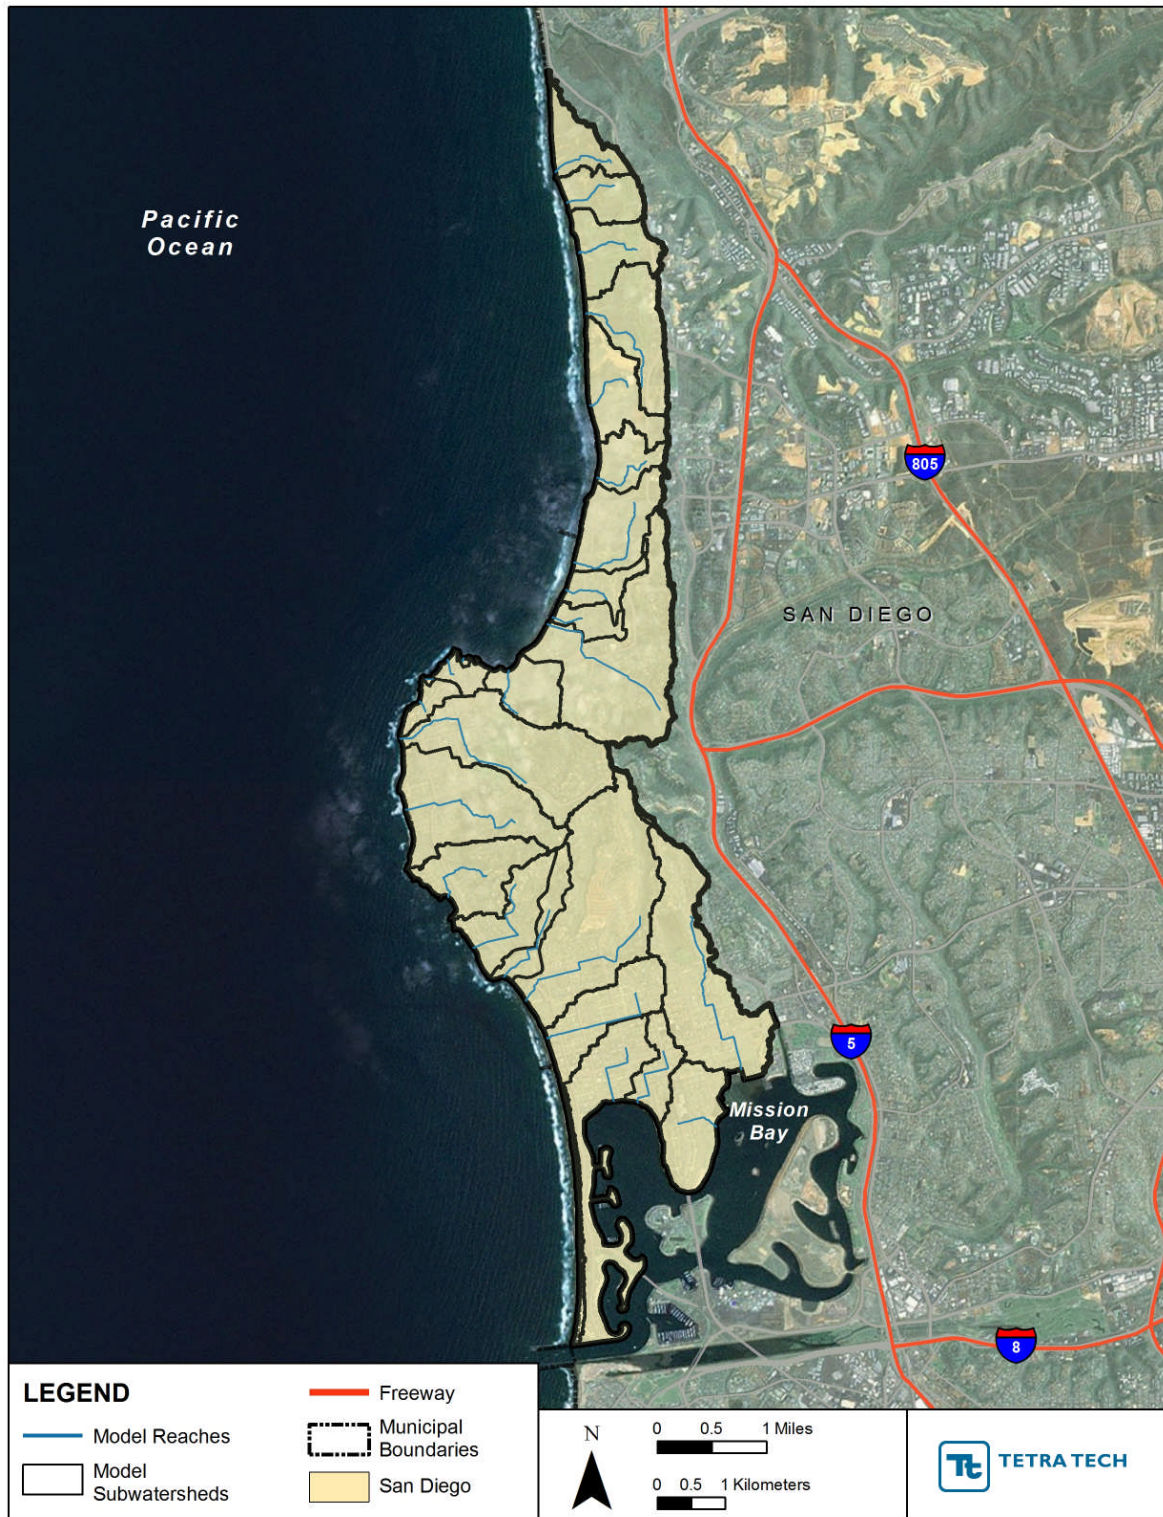 Pacific
Ocean
805
SAN DIEGO
5
Mission
Bay
8
LEGEND
Model Reaches
Model
Subwatersheds
Freeway
Municipal
Boundaries
San Diego
N
0 0.5 1 Miles
0 0.5 1 Kilometers
Tt
TETRA TECH